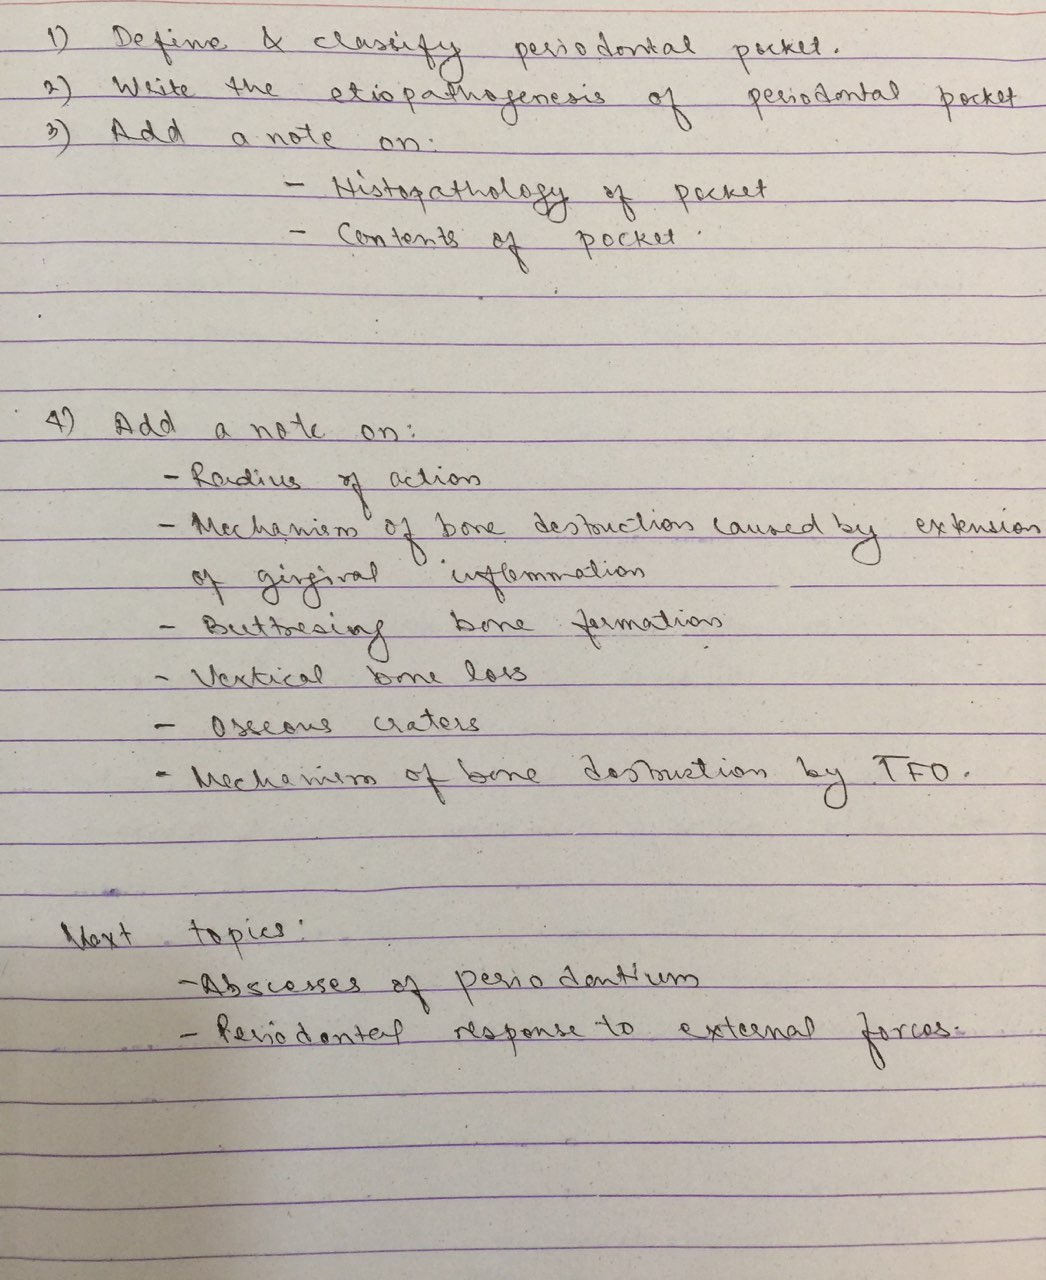 1) Define & classify periodontal pocket.
2) Write the etiopathogenesis of periodontal pocket
3) Add a note on:
- Histopathology of pocket
- Contents of pocket.
4) Add a note on:
- Radius of action
- Mechanism of bone destruction caused by extension
of gingival inflammation
- Buttresing bone formation
- Vertical bone loss
- Osseous craters
- Mechanism of bone destruction by TFO.
Next topics:
- Abscesses of periodontium
- Periodontal response to external forces.